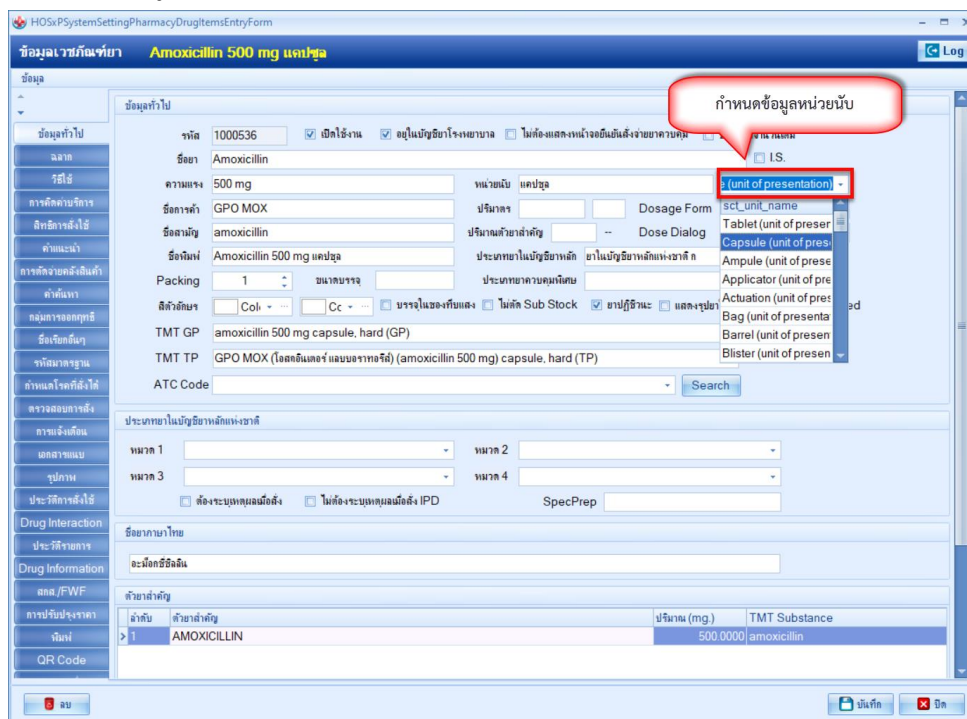 HOSxPSystemSettingPharmacyDrugItemsEntryForm
ข้อมูลเวชภัณฑ์ยา Amoxicillin 500 mg แคปซูล Log
ข้อมูล
กำหนดข้อมูลหน่วยนับ
ข้อมูลทั่วไป
ข้อมูลทั่วไป
ฉลาก
วิธีใช้
การคิดค่าบริการ
สิทธิการสั่งใช้
คำแนะนำ
การตัดจ่ายคลังสินค้า
คำค้นหา
กลุ่มการออกฤทธิ์
ชื่อเรียกอื่นๆ
รหัสมาตรฐาน
กำหนดโรคที่สั่งได้
ตรวจสอบการสั่ง
การแจ้งเตือน
เอกสารแนบ
รูปภาพ
ประวัติการสั่งใช้
Drug Interaction
ประวัติรายการ
Drug Information
สกส./FWF
การปรับปรุงราคา
พิมพ์
QR Code
รหัส 1000536 เปิดใช้งาน อยู่ในบัญชียาโรงพยาบาล ไม่ต้องแสดงหน้าจอยืนยันสั่งจ่ายยาควบคุม
ชื่อยา Amoxicillin I.S.
ความแรง 500 mg หน่วยนับ แคปซูล e (unit of presentation)
ชื่อการค้า GPO MOX ปริมาตร Dosage Form
ชื่อสามัญ amoxicillin ปริมาณตัวยาสำคัญ -- Dose Dialog
ชื่อพิมพ์ Amoxicillin 500 mg แคปซูล ประเภทยาในบัญชียาหลัก ยาในบัญชียาหลักแห่งชาติ ก
Packing 1 ขนาดบรรจุ ประเภทยาควบคุมพิเศษ
สีตัวอักษร Col Cc บรรจุในซองทึบแสง ไม่ตัด Sub Stock ยาปฏิชีวนะ แสดงรูปยา ed
sct_unit_name
Tablet (unit of preser
Capsule (unit of pres
Ampule (unit of prese
Applicator (unit of pre
Actuation (unit of pres
Bag (unit of presenta
Barrel (unit of presen
Blister (unit of presen
TMT GP amoxicillin 500 mg capsule, hard (GP)
TMT TP GPO MOX (โอสถอินเตอร์ แลบบอราทอรีส์) (amoxicillin 500 mg) capsule, hard (TP)
ATC Code Search
ประเภทยาในบัญชียาหลักแห่งชาติ
หมวด 1 หมวด 2
หมวด 3 หมวด 4
ต้องระบุเหตุผลเมื่อสั่ง ไม่ต้องระบุเหตุผลเมื่อสั่ง IPD SpecPrep
ชื่อยาภาษาไทย
อะม็อกซี่ซิลลิน
ตัวยาสำคัญ
ลำดับ ตัวยาสำคัญ ปริมาณ (mg.) TMT Substance
1 AMOXICILLIN 500.0000 amoxicillin
ลบ บันทึก ปิด